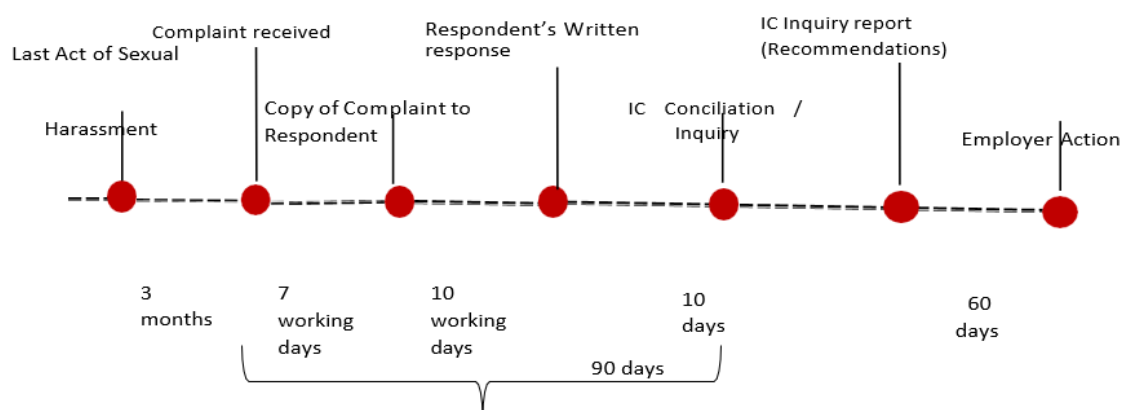 Last Act of Sexual
Harassment
Complaint received
Copy of Complaint to
Respondent
Respondent’s Written
response
IC Conciliation /
Inquiry
IC Inquiry report
(Recommendations)
Employer Action
3
months
7
working
days
10
working
days
10
days
60
days
90 days